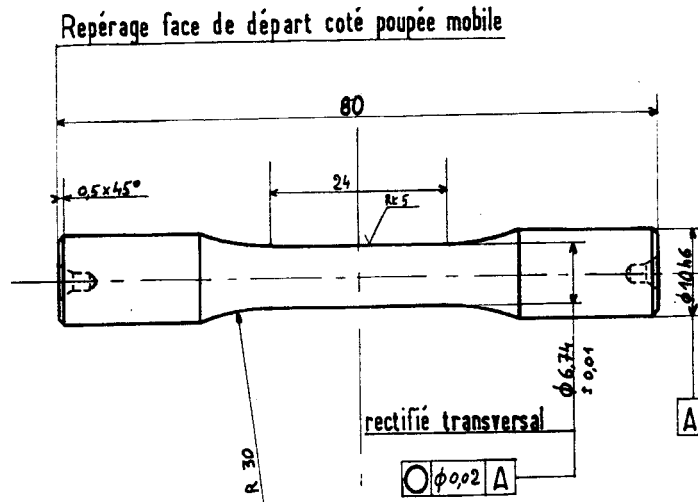 Repérage face de départ coté poupée mobile
80
0,5x45°
24
Rt 5
φ10h6
φ6.74
± 0,01
R 30
rectifié transversal
A
φ0,02 A